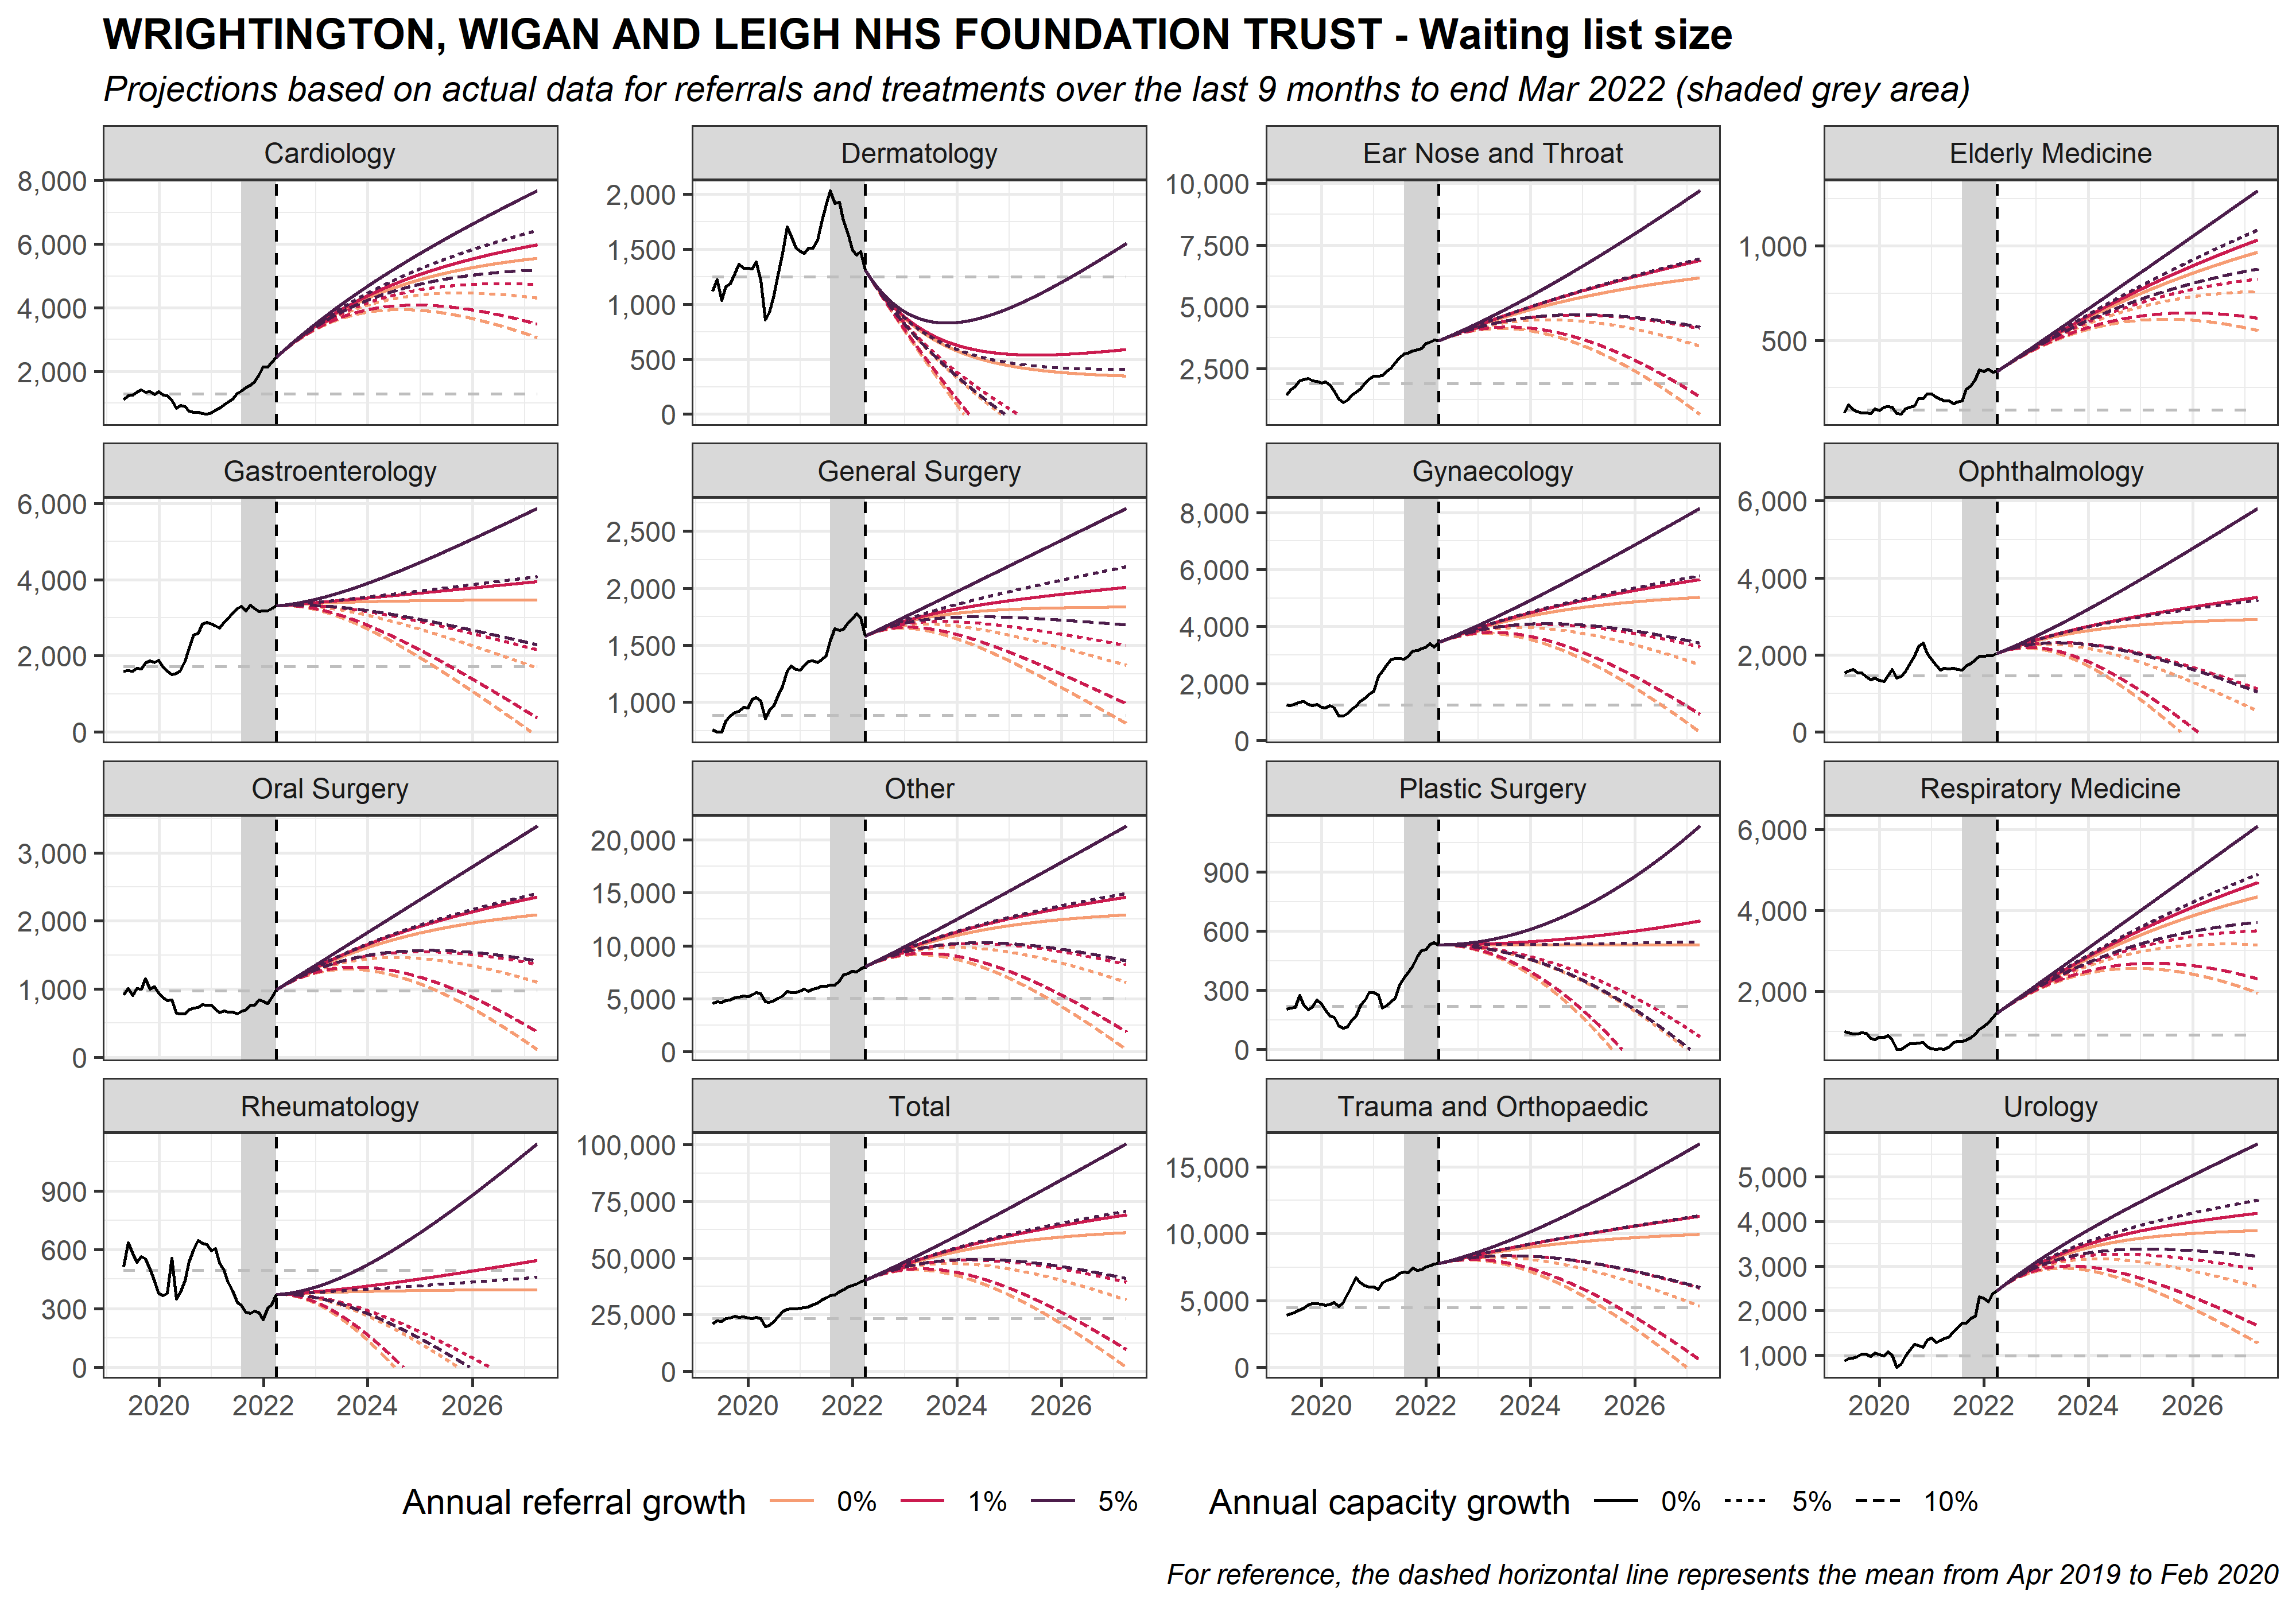 WRIGHTINGTON, WIGAN AND LEIGH NHS FOUNDATION TRUST - Waiting list size
Projections based on actual data for referrals and treatments over the last 9 months to end Mar 2022 (shaded grey area)
Cardiology
8,000
6,000
4,000
2,000
Dermatology
2,000
1,500
1,000
500
0
Ear Nose and Throat
10,000
7,500
5,000
2,500
Elderly Medicine
1,000
500
Gastroenterology
6,000
4,000
2,000
0
General Surgery
2,500
2,000
1,500
1,000
Gynaecology
8,000
6,000
4,000
2,000
0
Ophthalmology
6,000
4,000
2,000
0
Oral Surgery
3,000
2,000
1,000
0
Other
20,000
15,000
10,000
5,000
0
Plastic Surgery
900
600
300
0
Respiratory Medicine
6,000
4,000
2,000
Rheumatology
900
600
300
0
2020 2022 2024 2026
Total
100,000
75,000
50,000
25,000
0
2020 2022 2024 2026
Trauma and Orthopaedic
15,000
10,000
5,000
0
2020 2022 2024 2026
Urology
5,000
4,000
3,000
2,000
1,000
2020 2022 2024 2026
Annual referral growth 0% 1% 5% Annual capacity growth 0% 5% 10%
For reference, the dashed horizontal line represents the mean from Apr 2019 to Feb 2020